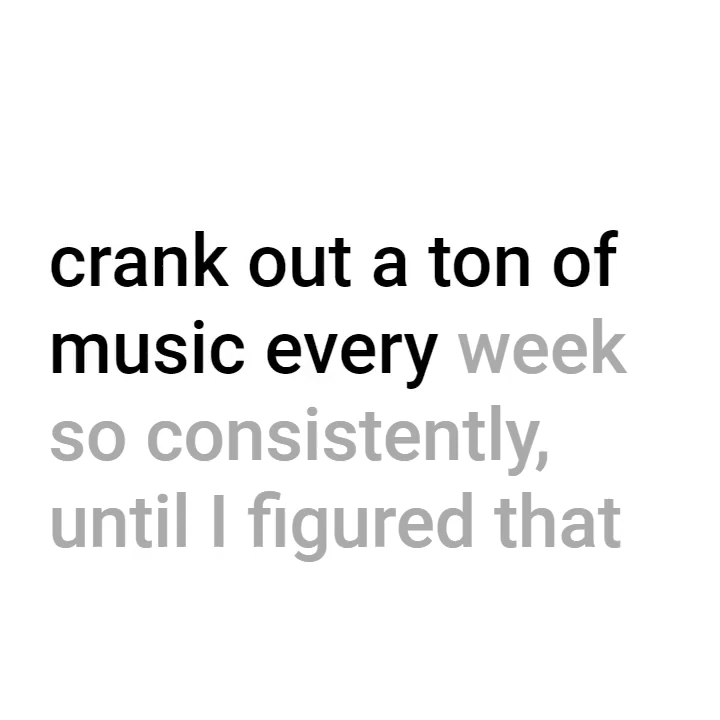 crank out a ton of
music every week
so consistently,
until I figured that